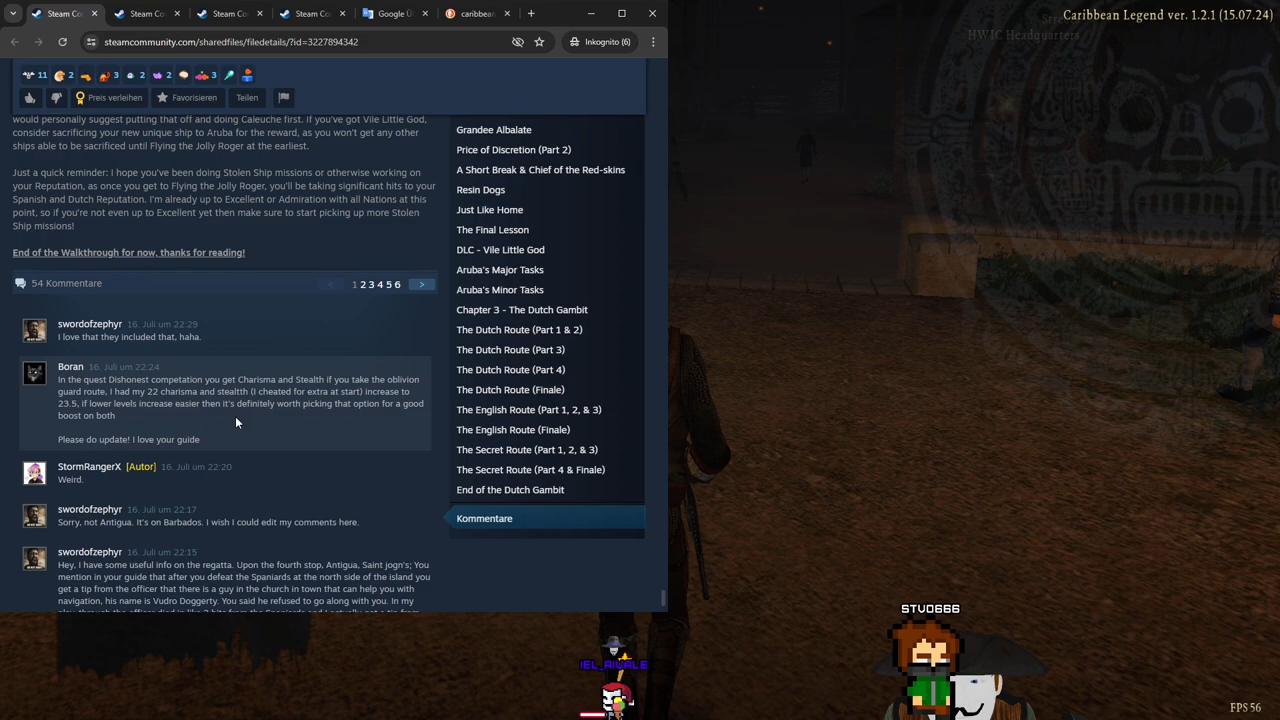 Steam Co
Steam Co
Steam Co
Steam Co
Google Ü
caribbean
steamcommunity.com/sharedfiles/filedetails/?id=3227894342
Inkognito (6)
11
2
3
2
2
3
Preis verleihen
Favorisieren
Teilen
would personally suggest putting that off and doing Caleuche first. If you've got Vile Little God,
consider sacrificing your new unique ship to Aruba for the reward, as you won't get any other
ships able to be sacrificed until Flying the Jolly Roger at the earliest.
Just a quick reminder: I hope you've been doing Stolen Ship missions or otherwise working on
your Reputation, as once you get to Flying the Jolly Roger, you'll be taking significant hits to your
Spanish and Dutch Reputation. I'm already up to Excellent or Admiration with all Nations at this
point, so if you're not even up to Excellent yet then make sure to start picking up more Stolen
Ship missions!
End of the Walkthrough for now, thanks for reading!
54 Kommentare
< 1 2 3 4 5 6 >
swordofzephyr 16. Juli um 22:29
I love that they included that, haha.
Boran 16. Juli um 22:24
In the quest Dishonest competation you get Charisma and Stealth if you take the oblivion
guard route, I had my 22 charisma and stealth (I cheated for extra at start) increase to
23.5, if lower levels increase easier then it's definitely worth picking that option for a good
boost on both
Please do update! I love your guide
StormRangerX [Autor] 16. Juli um 22:20
Weird.
swordofzephyr 16. Juli um 22:17
Sorry, not Antigua. It's on Barbados. I wish I could edit my comments here.
swordofzephyr 16. Juli um 22:15
Hey, I have some useful info on the regatta. Upon the fourth stop, Antigua, Saint jogn's; You
mention in your guide that after you defeat the Spaniards at the north side of the island you
get a tip from the officer that there is a guy in the church in town that can help you with
navigation, his name is Vudro Doggerty. You said he refused to go along with you. In my
Grandee Albalate
Price of Discretion (Part 2)
A Short Break & Chief of the Red-skins
Resin Dogs
Just Like Home
The Final Lesson
DLC - Vile Little God
Aruba's Major Tasks
Aruba's Minor Tasks
Chapter 3 - The Dutch Gambit
The Dutch Route (Part 1 & 2)
The Dutch Route (Part 3)
The Dutch Route (Part 4)
The Dutch Route (Finale)
The English Route (Part 1, 2, & 3)
The English Route (Finale)
The Secret Route (Part 1, 2, & 3)
The Secret Route (Part 4 & Finale)
End of the Dutch Gambit
Kommentare
Caribbean Legend ver. 1.2.1 (15.07.24)
HWIC Headquarters
STVO666
IEL_AIVALE
FPS 56